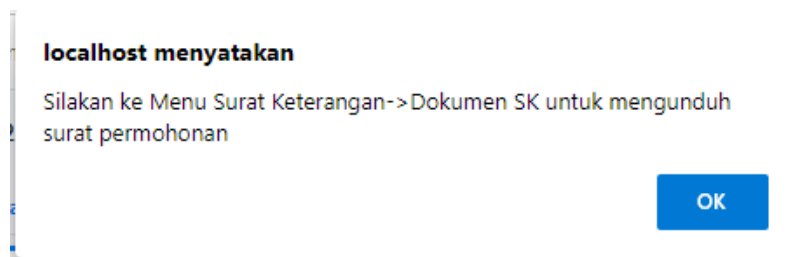 localhost menyatakan
Silakan ke Menu Surat Keterangan->Dokumen SK untuk mengunduh
surat permohonan
OK